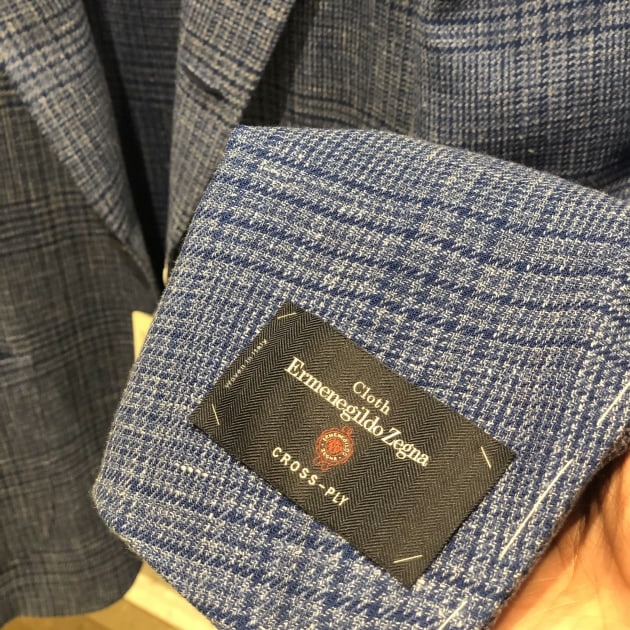 Cloth
Ermenegildo Zegna
CROSS-PLY